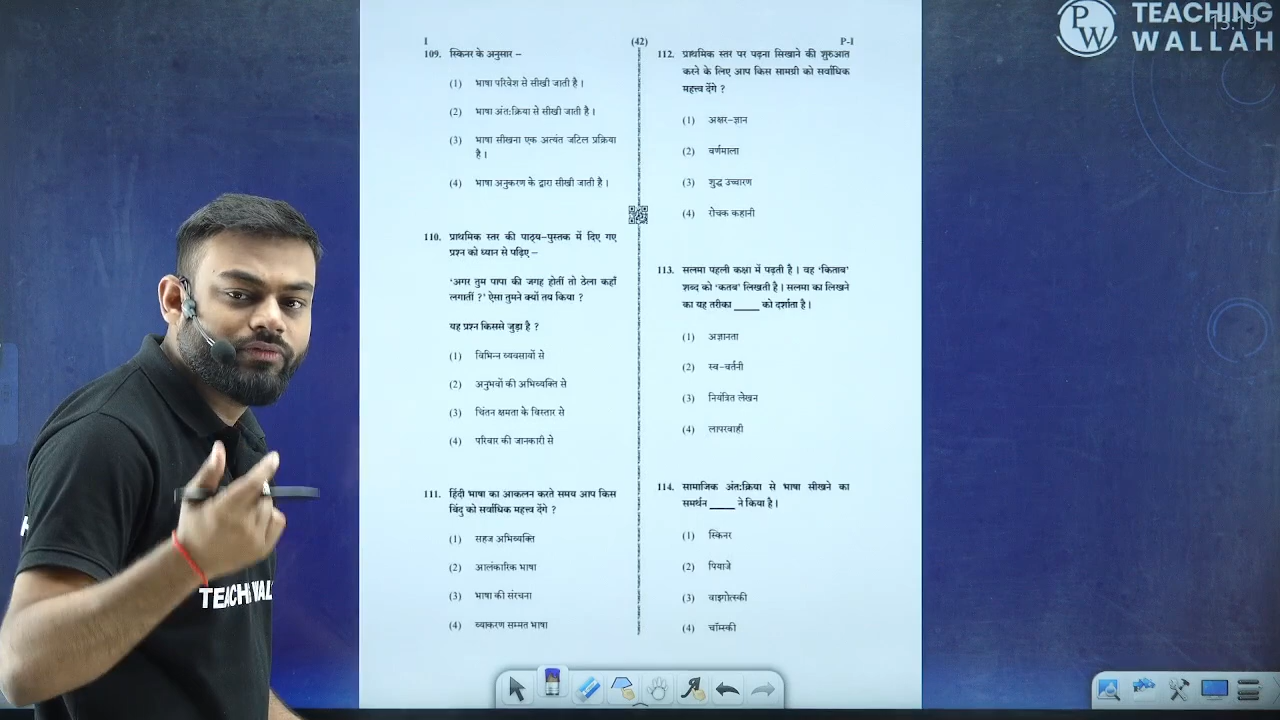 TEACHING
WALLAH
PW
13:19
I
(42)
P-I
109. स्किनर के अनुसार –
(1) भाषा परिवेश से सीखी जाती है ।
(2) भाषा अंत:क्रिया से सीखी जाती है ।
(3) भाषा सीखना एक अत्यंत जटिल प्रक्रिया
है ।
(4) भाषा अनुकरण के द्वारा सीखी जाती है ।
110. प्राथमिक स्तर की पाठ्य-पुस्तक में दिए गए
प्रश्न को ध्यान से पढ़िए –
‘अगर तुम पापा की जगह होतीं तो ठेला कहाँ
लगातीं ?’ ऐसा तुमने क्यों तय किया ?
यह प्रश्न किससे जुड़ा है ?
(1) विभिन्न व्यवसायों से
(2) अनुभवों की अभिव्यक्ति से
(3) चिंतन क्षमता के विस्तार से
(4) परिवार की जानकारी से
111. हिंदी भाषा का आकलन करते समय आप किस
बिंदु को सर्वाधिक महत्त्व देंगे ?
(1) सहज अभिव्यक्ति
(2) आलंकारिक भाषा
(3) भाषा की संरचना
(4) व्याकरण सम्मत भाषा
112. प्राथमिक स्तर पर पढ़ना सिखाने की शुरुआत
करने के लिए आप किस सामग्री को सर्वाधिक
महत्त्व देंगे ?
(1) अक्षर-ज्ञान
(2) वर्णमाला
(3) शुद्ध उच्चारण
(4) रोचक कहानी
113. सलमा पहली कक्षा में पढ़ती है । वह ‘किताब’
शब्द को ‘कतब’ लिखती है । सलमा का लिखने
का यह तरीका _____ को दर्शाता है ।
(1) अज्ञानता
(2) स्व-वर्तनी
(3) नियंत्रित लेखन
(4) लापरवाही
114. सामाजिक अंत:क्रिया से भाषा सीखने का
समर्थन _____ ने किया है ।
(1) स्किनर
(2) पियाजे
(3) वाइगोत्स्की
(4) चॉम्स्की
TEACH WAL